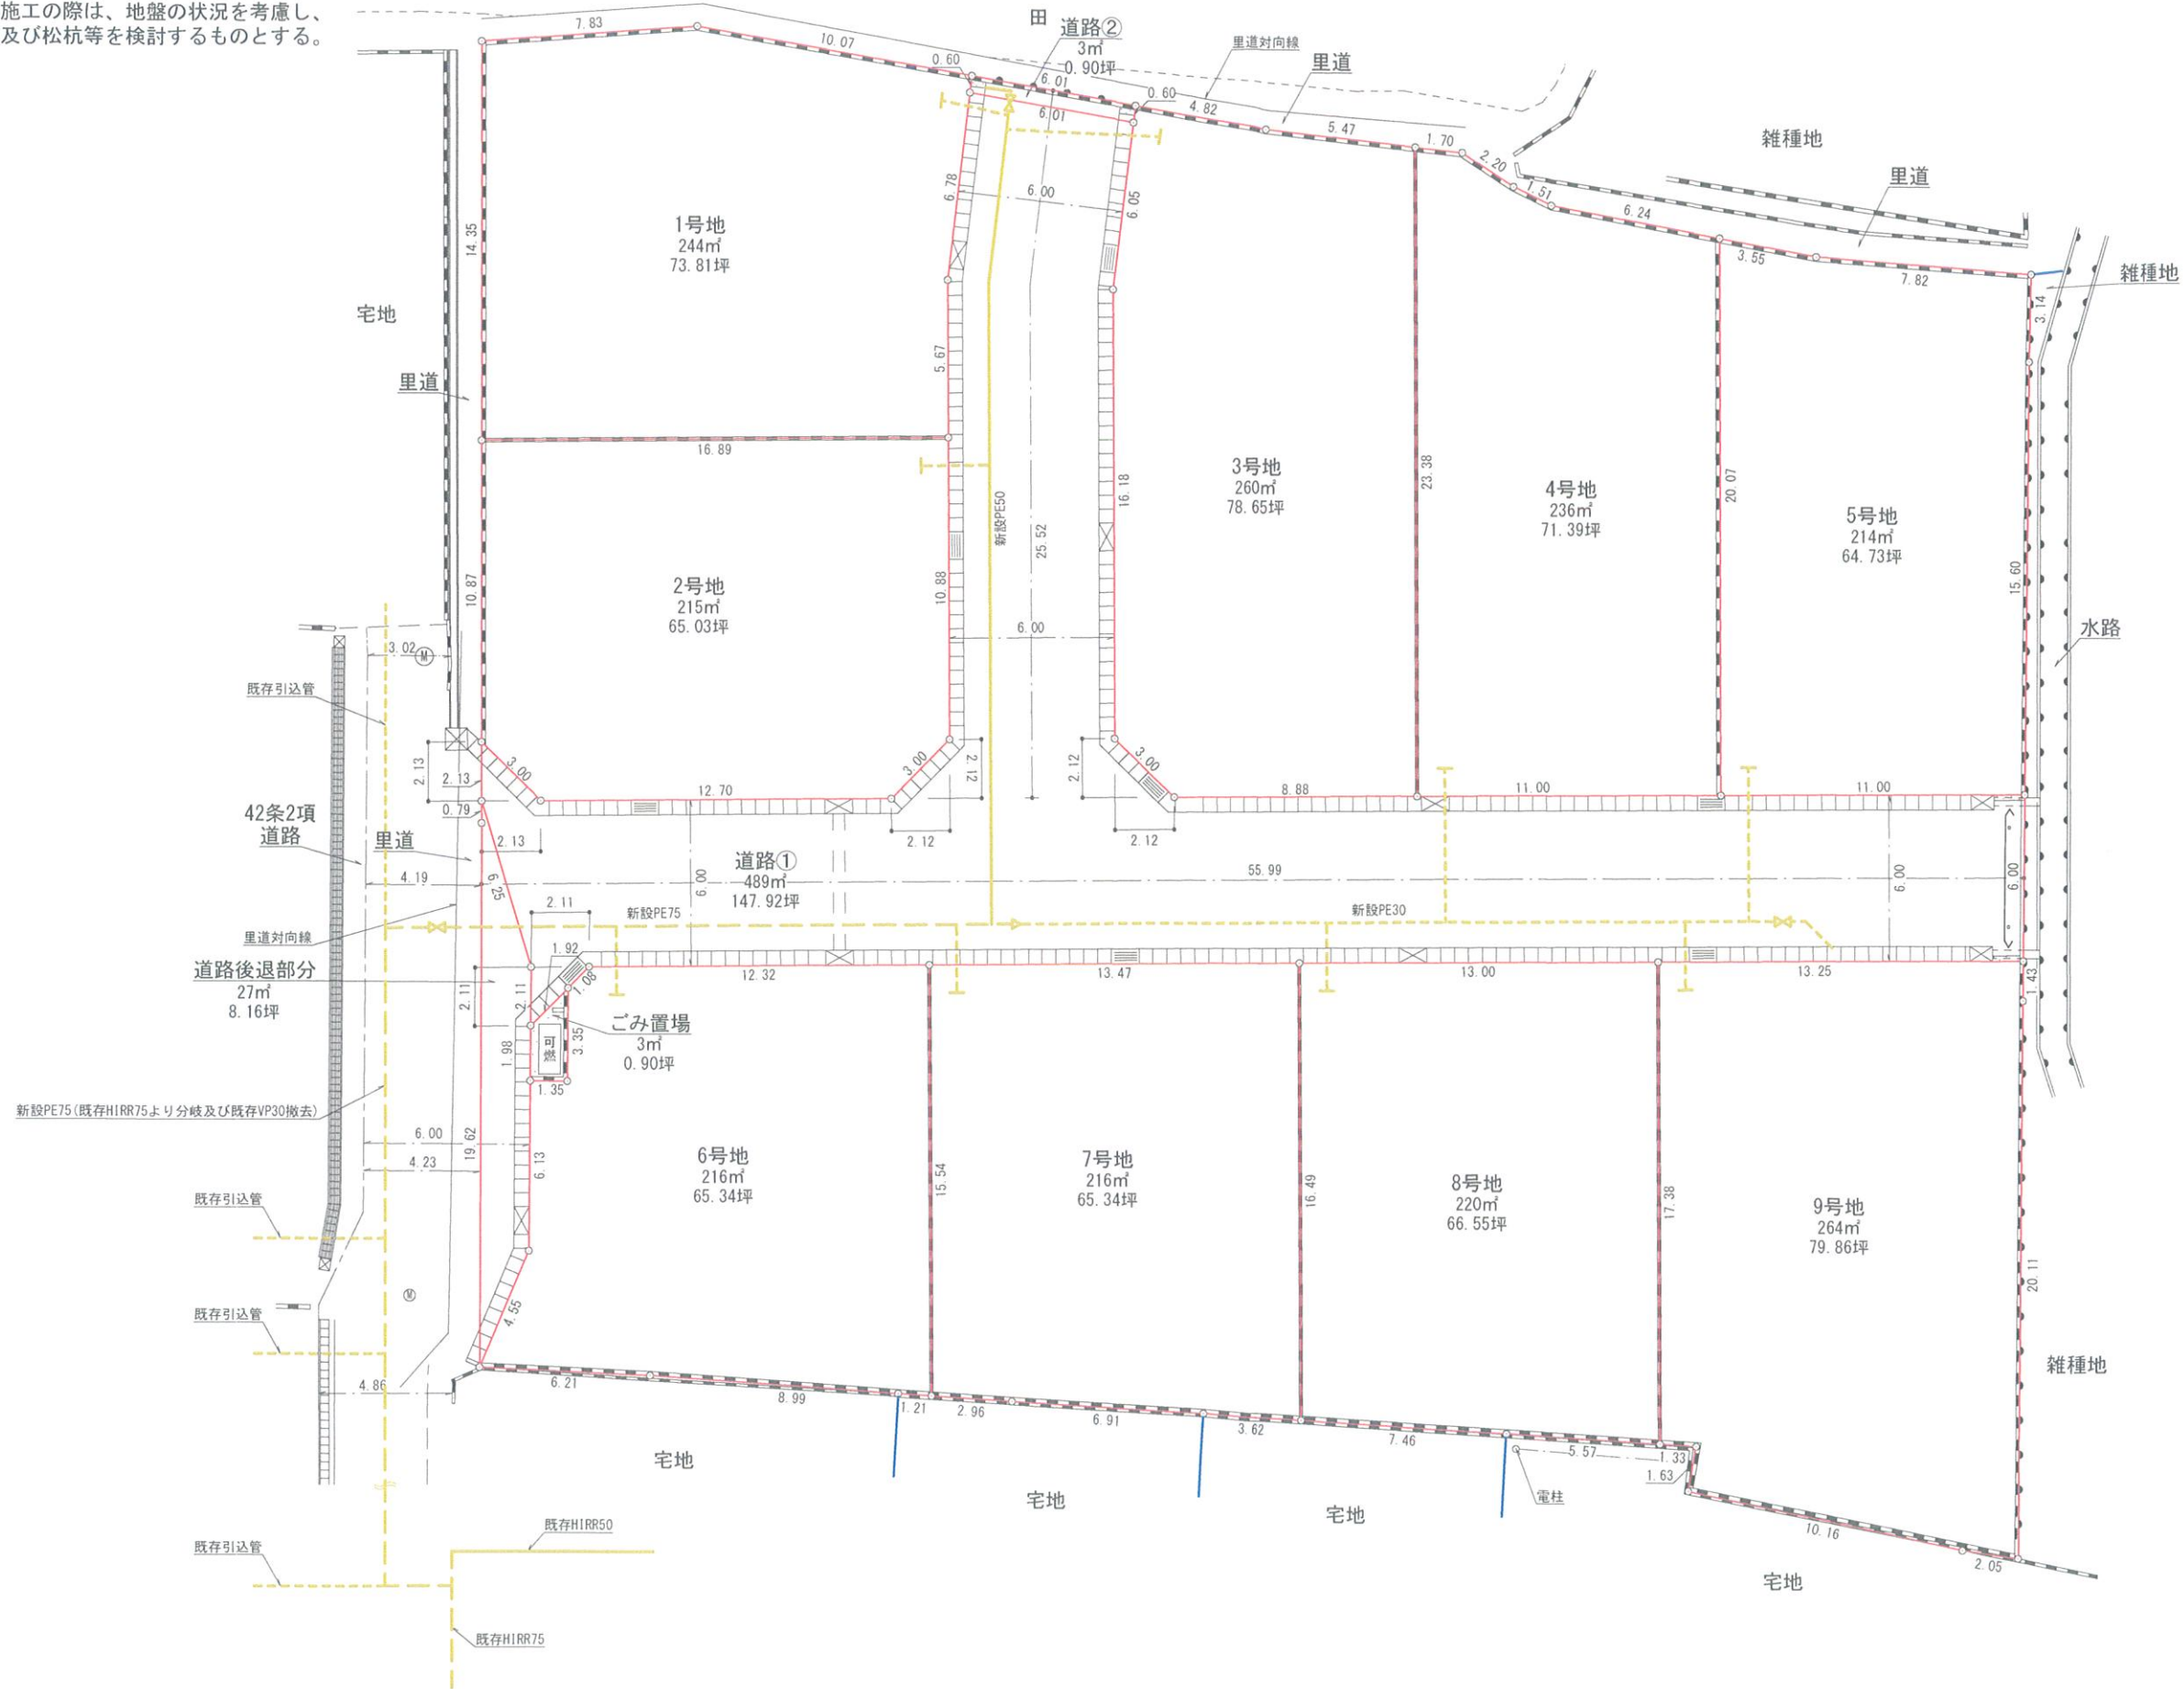 施工の際は、地盤の状況を考慮し、
及び松杭等を検討するものとする。
田
道路②
3㎡
0.90坪
里道対向線
里道
雑種地
里道
雑種地
7.83
10.07
0.60
6.01
6.01
0.60
4.82
5.47
1.70
2.20
1.51
6.24
3.55
7.82
3.14
宅地
里道
14.35
1号地
244㎡
73.81坪
6.78
6.00
6.05
5.67
16.89
2号地
215㎡
65.03坪
10.87
10.88
新設PE50
25.52
6.00
16.18
3号地
260㎡
78.65坪
23.38
4号地
236㎡
71.39坪
20.07
5号地
214㎡
64.73坪
15.60
水路
3.02
M
既存引込管
2.13
2.13
0.79
3.00
2.13
12.70
3.00
2.12
2.12
2.12
3.00
2.12
8.88
11.00
11.00
42条2項
道路
里道
4.19
6.25
道路①
489㎡
147.92坪
6.00
55.99
6.00
6.00
新設PE75
新設PE30
里道対向線
道路後退部分
27㎡
8.16坪
2.11
1.92
2.11
2.11
1.08
12.32
13.47
13.00
13.25
1.43
ごみ置場
3㎡
0.90坪
可燃
3.35
1.98
1.35
新設PE75(既存HIRR75より分岐及び既存VP30撤去)
6.00
4.23
19.62
6.13
6号地
216㎡
65.34坪
15.54
7号地
216㎡
65.34坪
16.49
8号地
220㎡
66.55坪
17.38
9号地
264㎡
79.86坪
20.11
既存引込管
M
既存引込管
4.55
4.86
6.21
8.99
1.21
2.96
6.91
3.62
7.46
5.57
1.33
1.63
電柱
10.16
2.05
雑種地
宅地
宅地
宅地
宅地
既存引込管
既存HIRR50
既存HIRR75